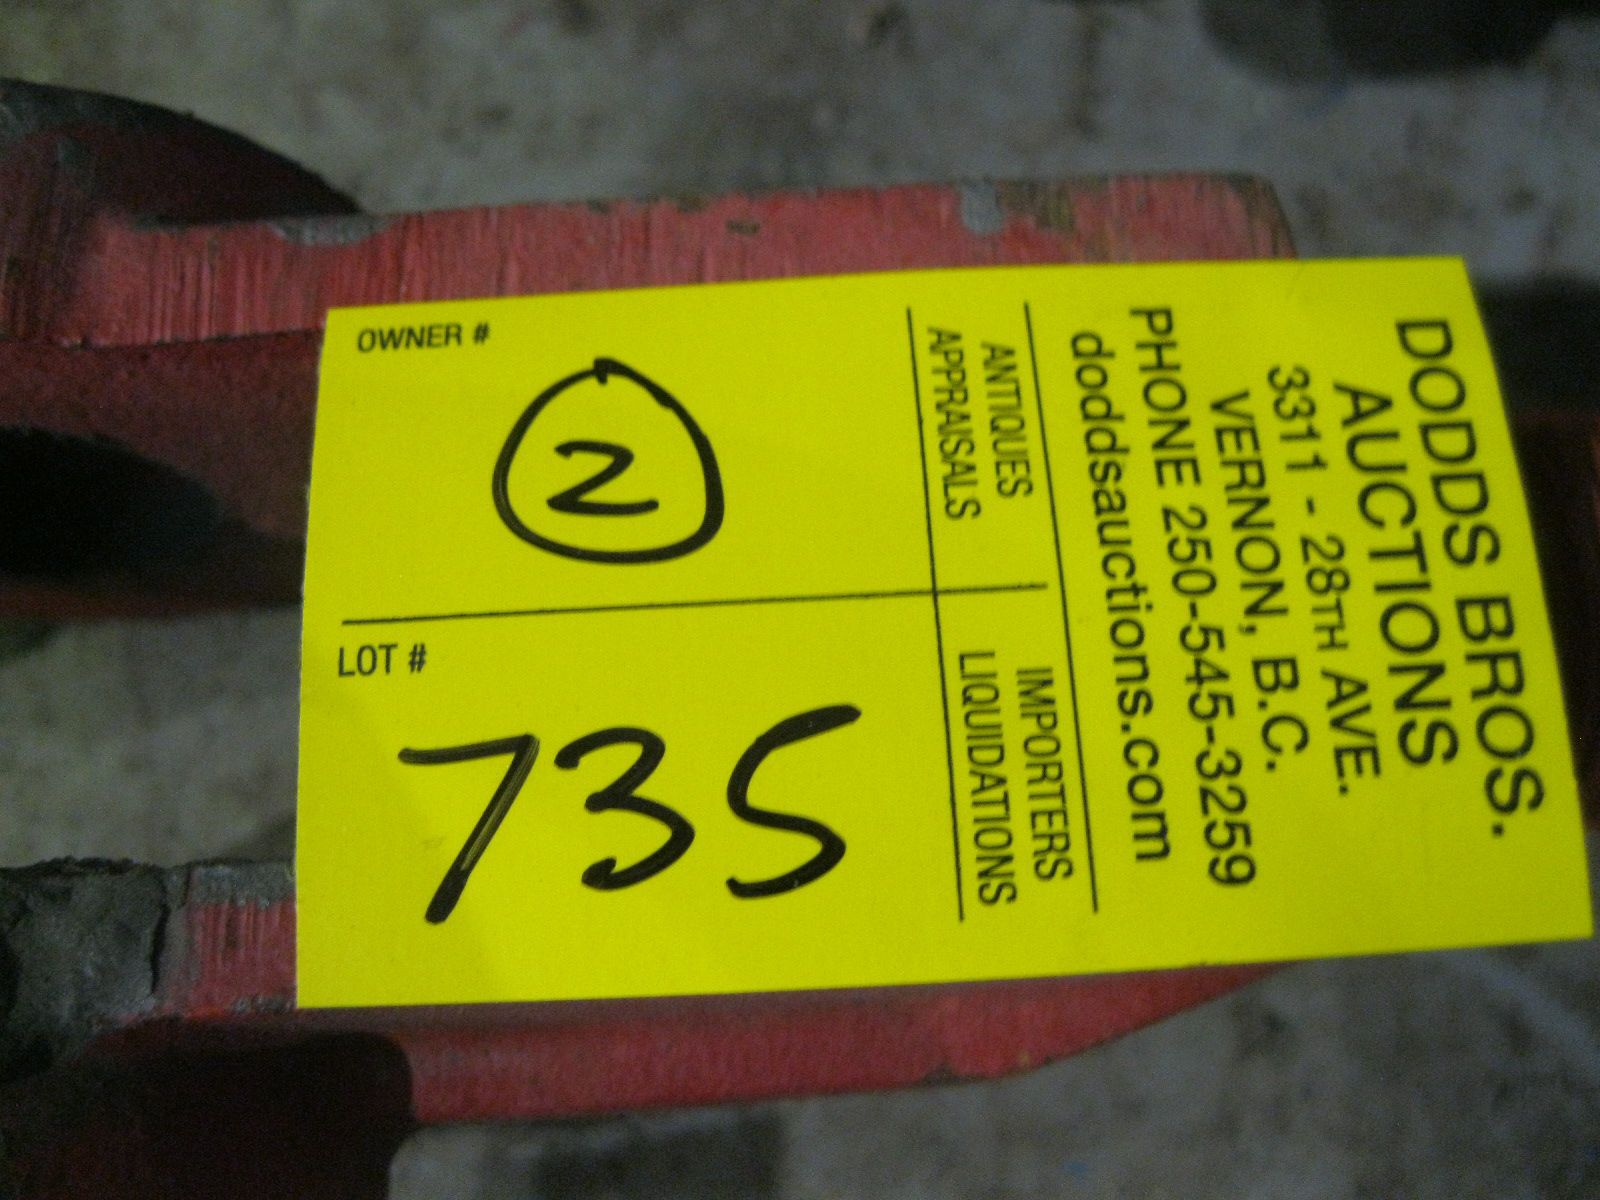 DODDS BROS.
AUCTIONS
3311 - 28TH AVE.
VERNON, B.C.
PHONE 250-545-3259
doddsauctions.com
ANTIQUES
APPRAISALS
IMPORTERS
LIQUIDATIONS
OWNER #
2
LOT #
735